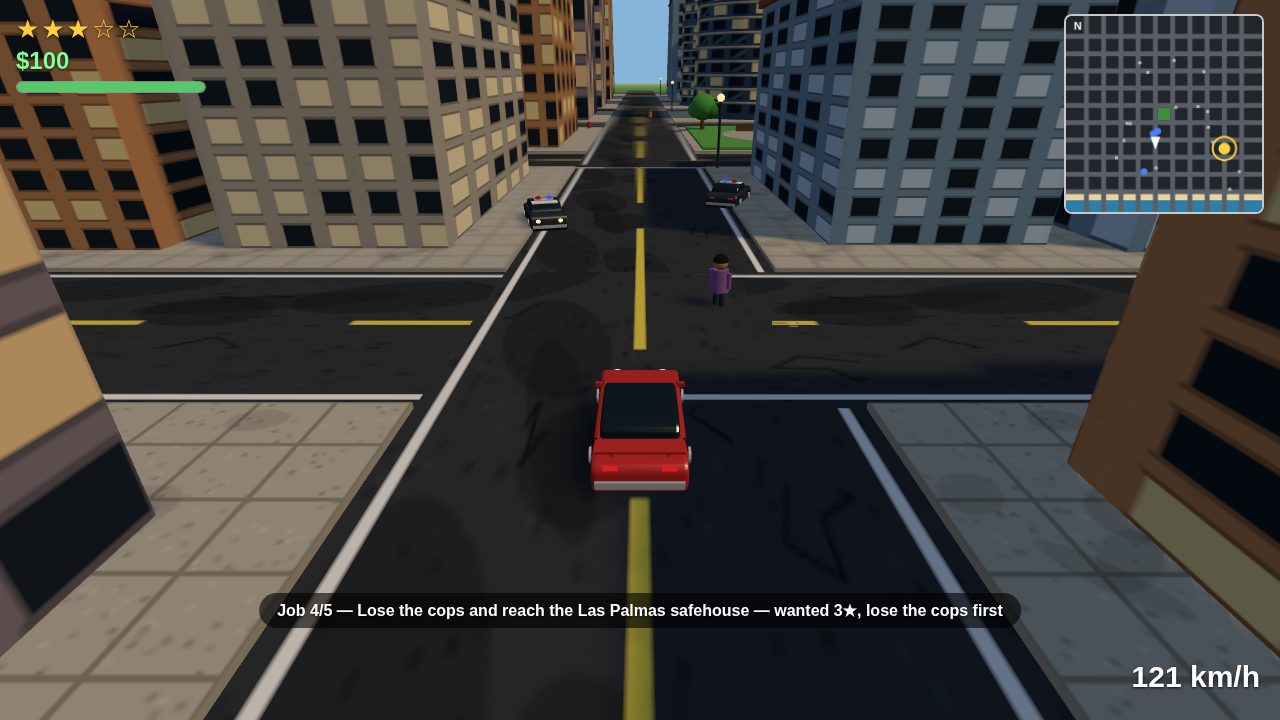 ★★★☆☆
$100
N
Job 4/5 — Lose the cops and reach the Las Palmas safehouse — wanted 3★, lose the cops first
121 km/h